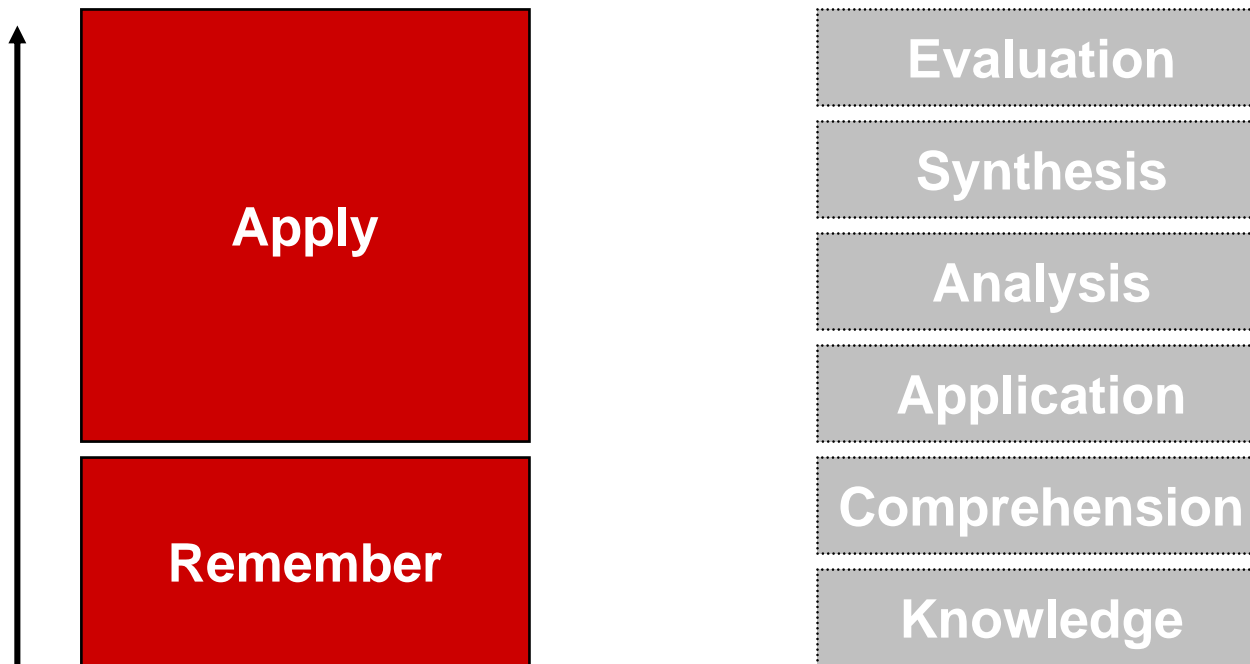 Apply
Remember
Evaluation
Synthesis
Analysis
Application
Comprehension
Knowledge